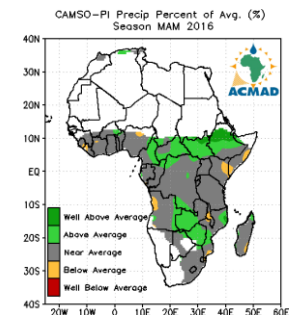 CAMSO-PI Precip Percent of Avg. (%)
Season MAM 2016
40N
30N
ACMAD
20N
10N
EQ
10S
Well Above Average
Above Average
20S
Near Average
Below Average
30S
Well Below Average
40S
20W 10W 0 10E 20E 30E 40E 50E 60E